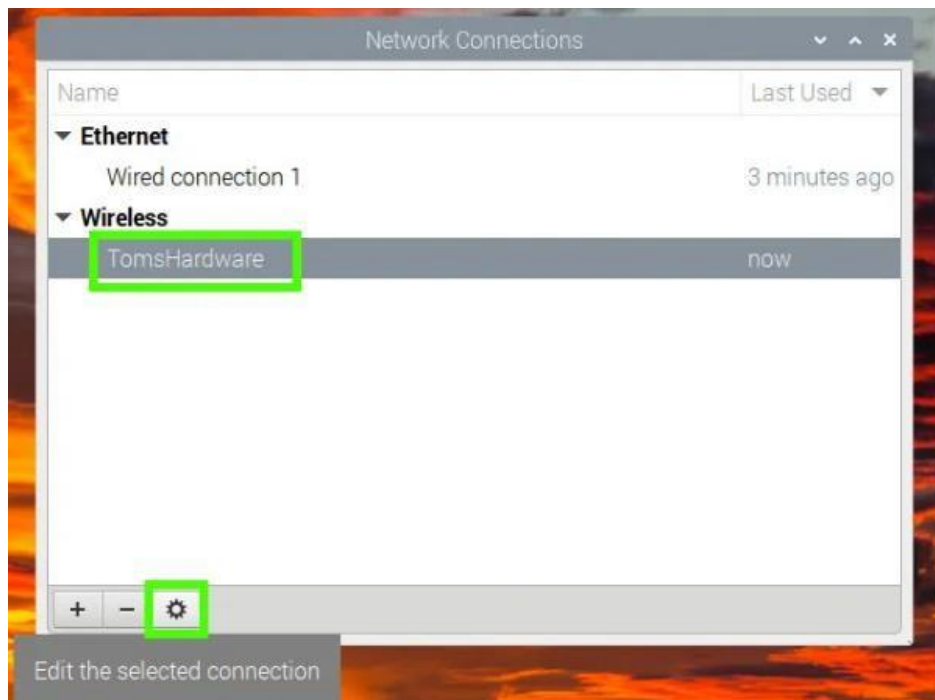 Network Connections
Name Last Used
Ethernet
Wired connection 1 3 minutes ago
Wireless
TomsHardware now
Edit the selected connection